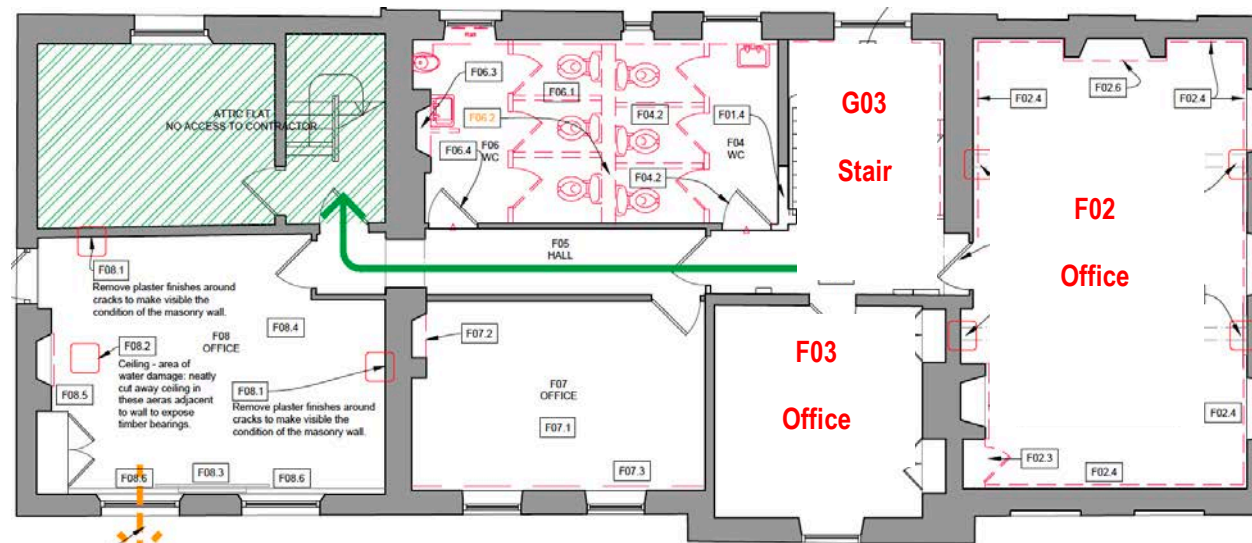 ATTIC FLAT
NO ACCESS TO CONTRACTOR
F06.3
F06.1
F06.2
F04.2
F01.4
F06.4
F06
WC
F04
WC
F04.2
G03
Stair
F02.4
F02.6
F02.4
F02
Office
F05
HALL
F08.1
Remove plaster finishes around
cracks to make visible the
condition of the masonry wall.
F08.4
F08
OFFICE
F08.2
Ceiling - area of
water damage: neatly
cut away ceiling in
these aeras adjacent
to wall to expose
timber bearings.
F08.1
Remove plaster finishes around
cracks to make visible the
condition of the masonry wall.
F08.5
F08.6
F08.3
F08.6
F07.2
F07
OFFICE
F07.1
F07.3
F03
Office
F02.4
F02.3
F02.4